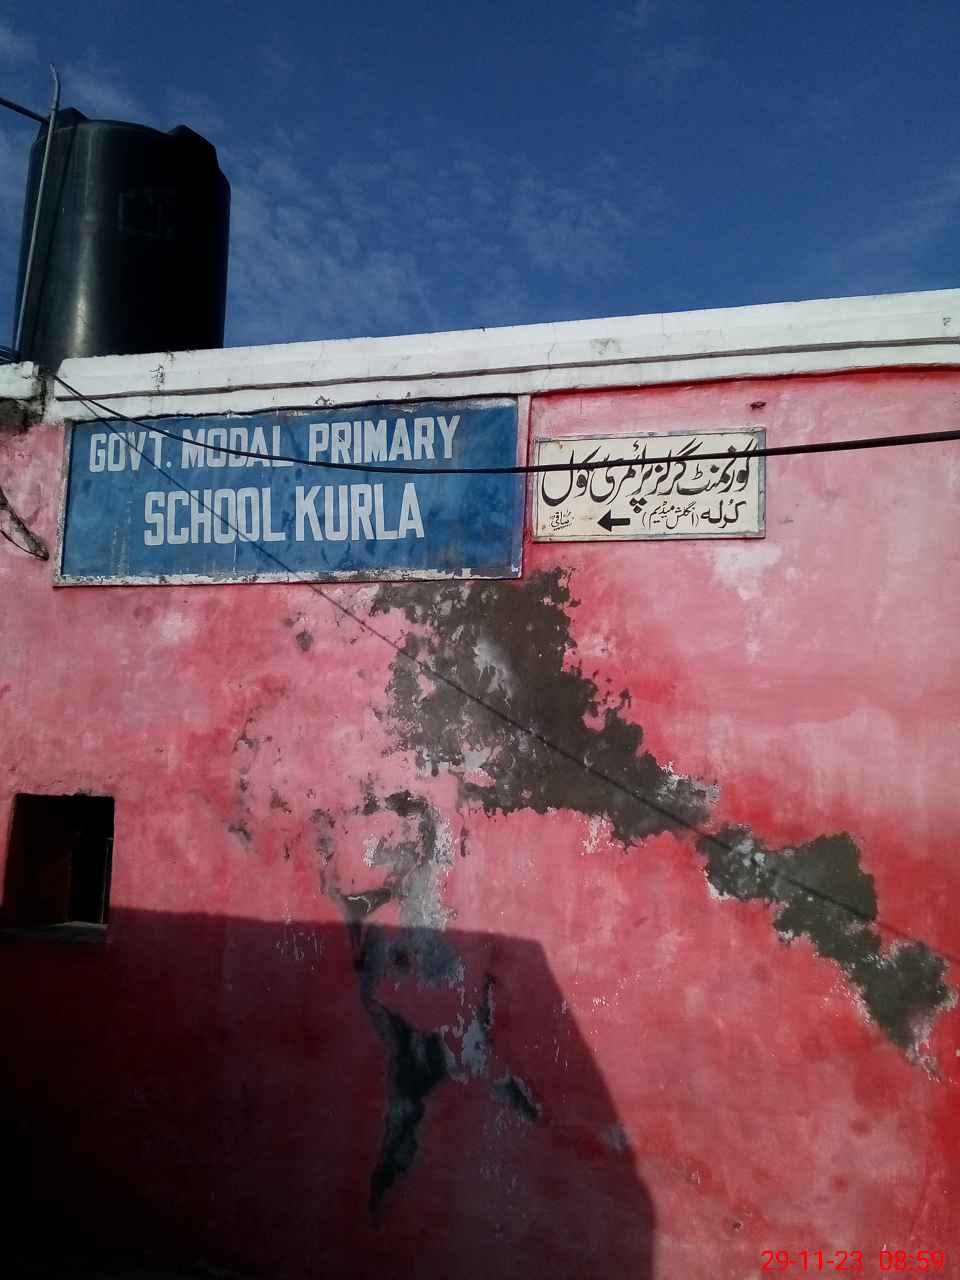 GOVT. MODAL PRIMARY
SCHOOL KURLA
گورنمنٹ گرلز پرائمری سکول
کرلہ (انگلش میڈیم)
29-11-23 08:59